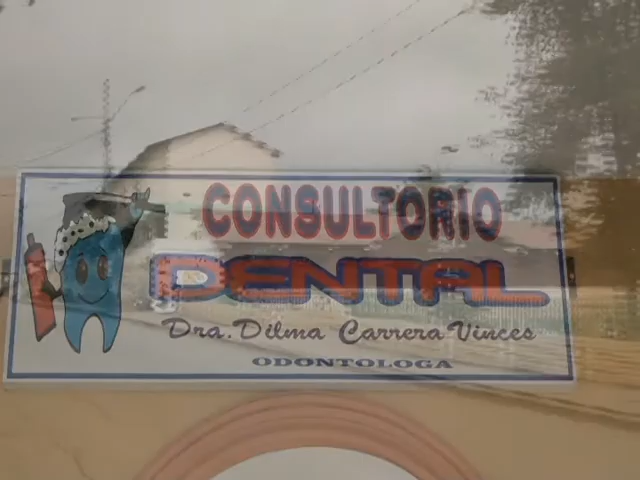 CONSULTORIO
DENTAL
Dra. Dilma Carrera Vinces
ODONTOLOGA